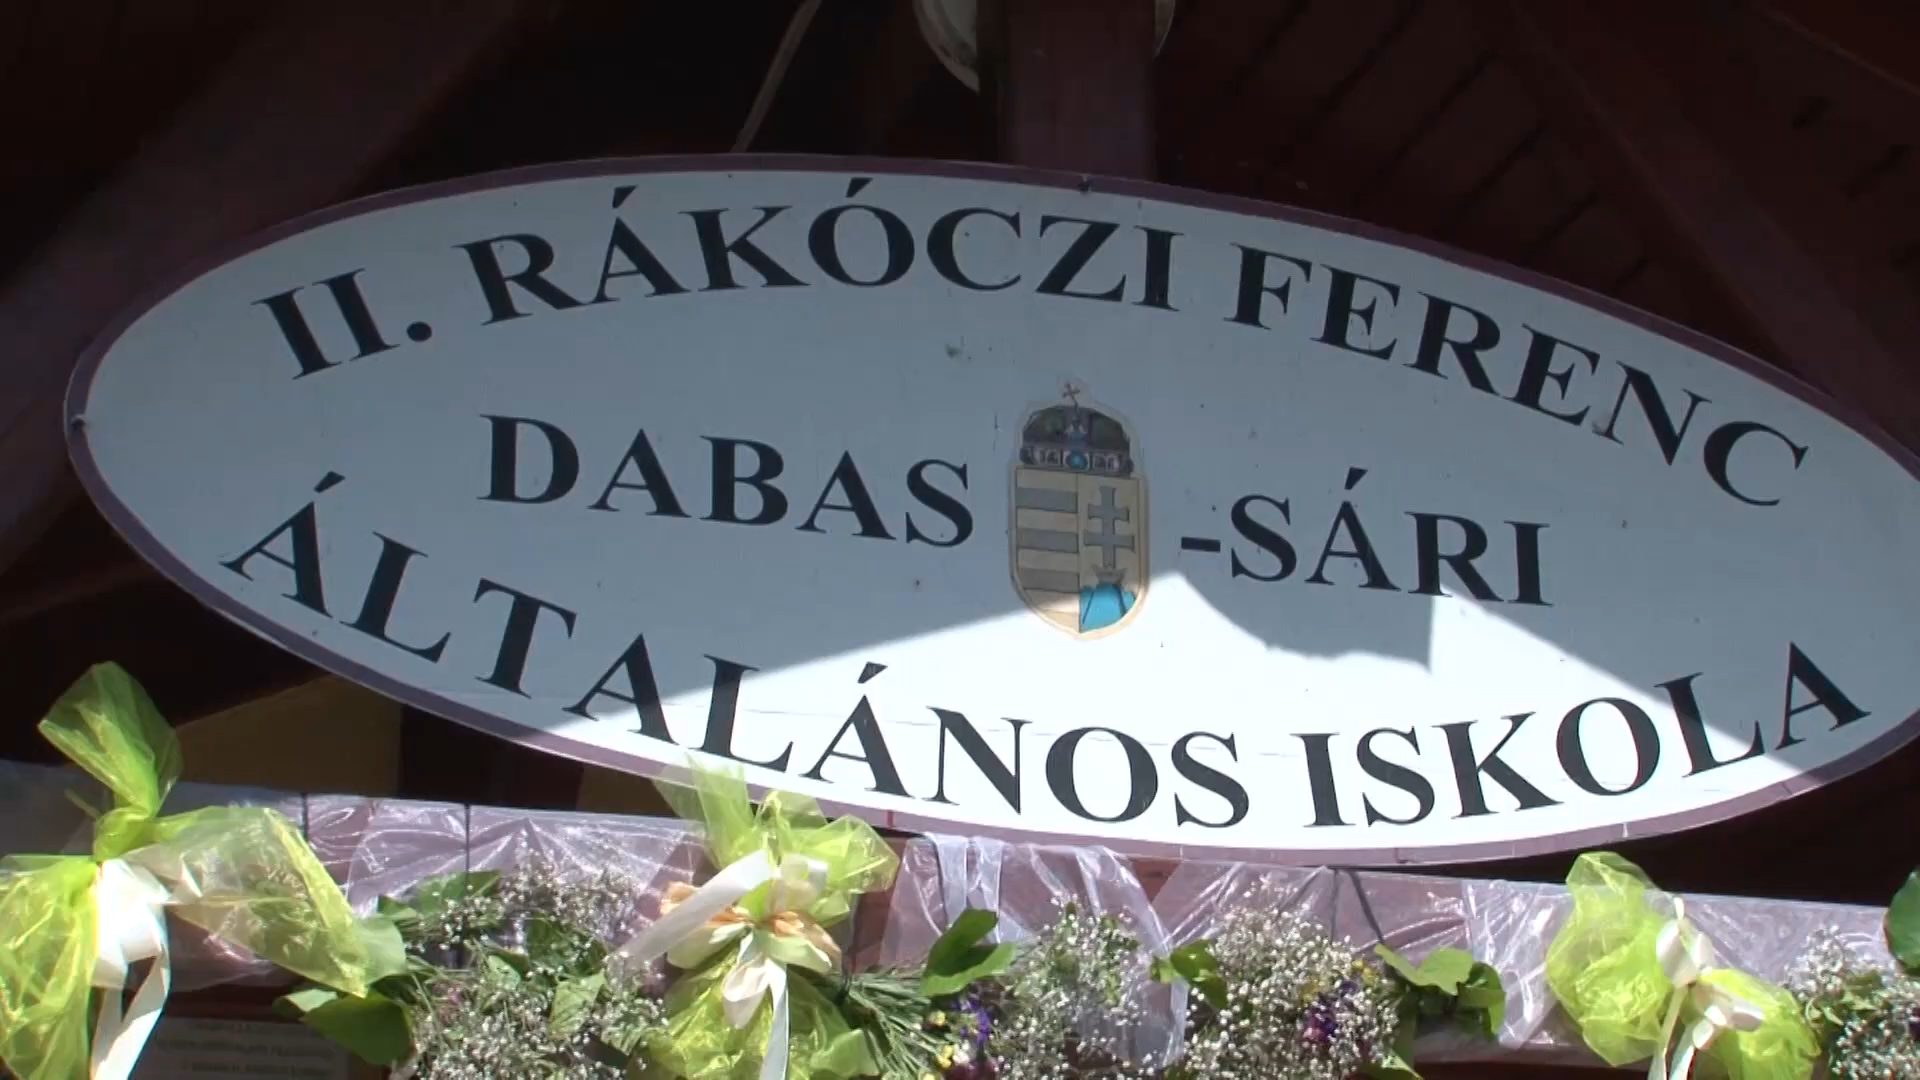 II. RÁKÓCZI FERENC
DABAS -SÁRI
ÁLTALÁNOS ISKOLA